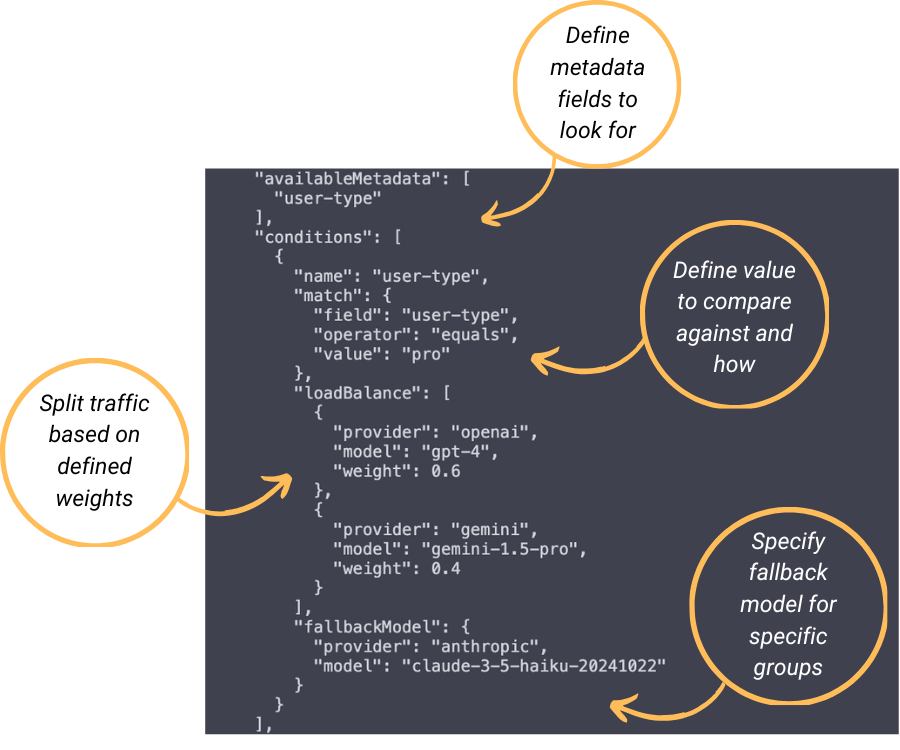 Define
metadata
fields to
look for
"availableMetadata": [
"user-type"
],
"conditions": [
{
"name": "user-type",
"match": {
"field": "user-type",
"operator": "equals",
"value": "pro"
},
"loadBalance": [
{
"provider": "openai",
"model": "gpt-4",
"weight": 0.6
},
{
"provider": "gemini",
"model": "gemini-1.5-pro",
"weight": 0.4
}
],
"fallbackModel": {
"provider": "anthropic",
"model": "claude-3-5-haiku-20241022"
}
}
],
Define value
to compare
against and
how
Split traffic
based on
defined
weights
Specify
fallback
model for
specific
groups